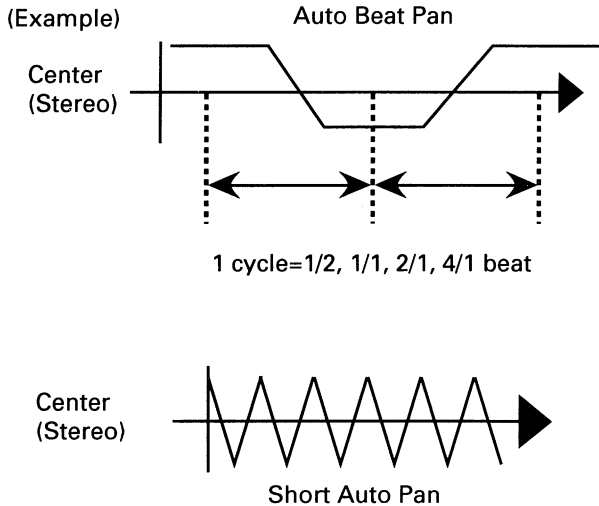 (Example)
Auto Beat Pan
Center
(Stereo)
1 cycle=1/2, 1/1, 2/1, 4/1 beat
Center
(Stereo)
Short Auto Pan